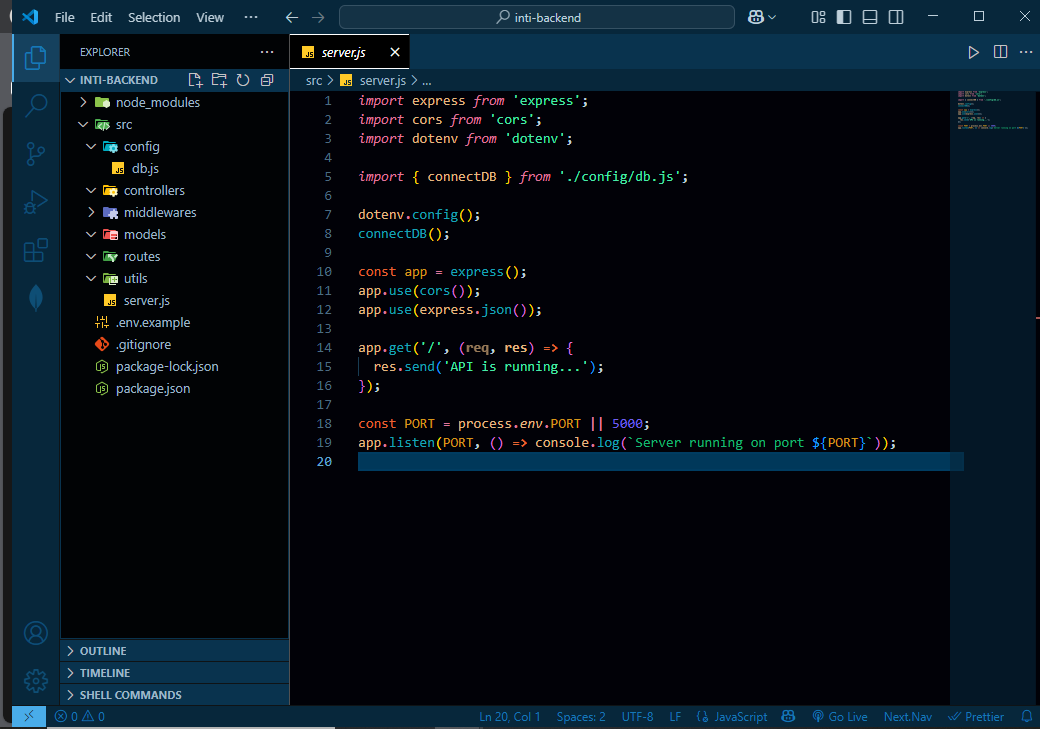 File Edit Selection View ···
inti-backend
EXPLORER ···
INTI-BACKEND
node_modules
src
config
JS db.js
controllers
middlewares
models
routes
utils
JS server.js
.env.example
.gitignore
package-lock.json
package.json
OUTLINE
TIMELINE
SHELL COMMANDS
JS server.js
src > JS server.js > ...
1 import express from 'express';
2 import cors from 'cors';
3 import dotenv from 'dotenv';
4
5 import { connectDB } from './config/db.js';
6
7 dotenv.config();
8 connectDB();
9
10 const app = express();
11 app.use(cors());
12 app.use(express.json());
13
14 app.get('/', (req, res) => {
15 res.send('API is running...');
16 });
17
18 const PORT = process.env.PORT || 5000;
19 app.listen(PORT, () => console.log(`Server running on port ${PORT}`));
20
0 0 Ln 20, Col 1 Spaces: 2 UTF-8 LF {} JavaScript Go Live Next.Nav Prettier